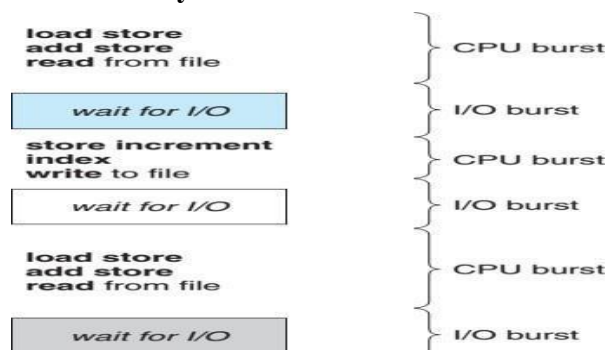 load store
add store
read from file
CPU burst
wait for I/O
I/O burst
store increment
index
write to file
CPU burst
wait for I/O
I/O burst
load store
add store
read from file
CPU burst
wait for I/O
I/O burst